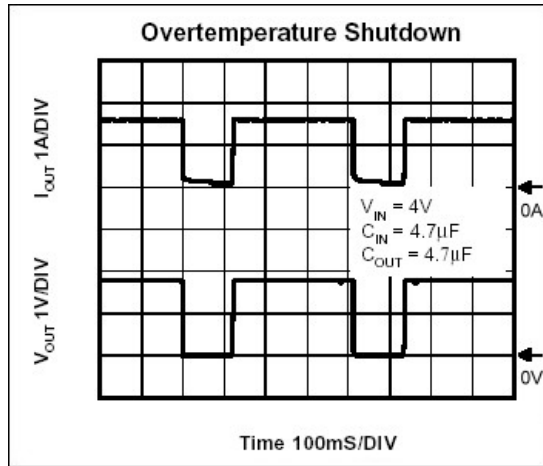 Overtemperature Shutdown
I_OUT 1A/DIV
0A
V_IN = 4V
C_IN = 4.7µF
C_OUT = 4.7µF
V_OUT 1V/DIV
0V
Time 100mS/DIV